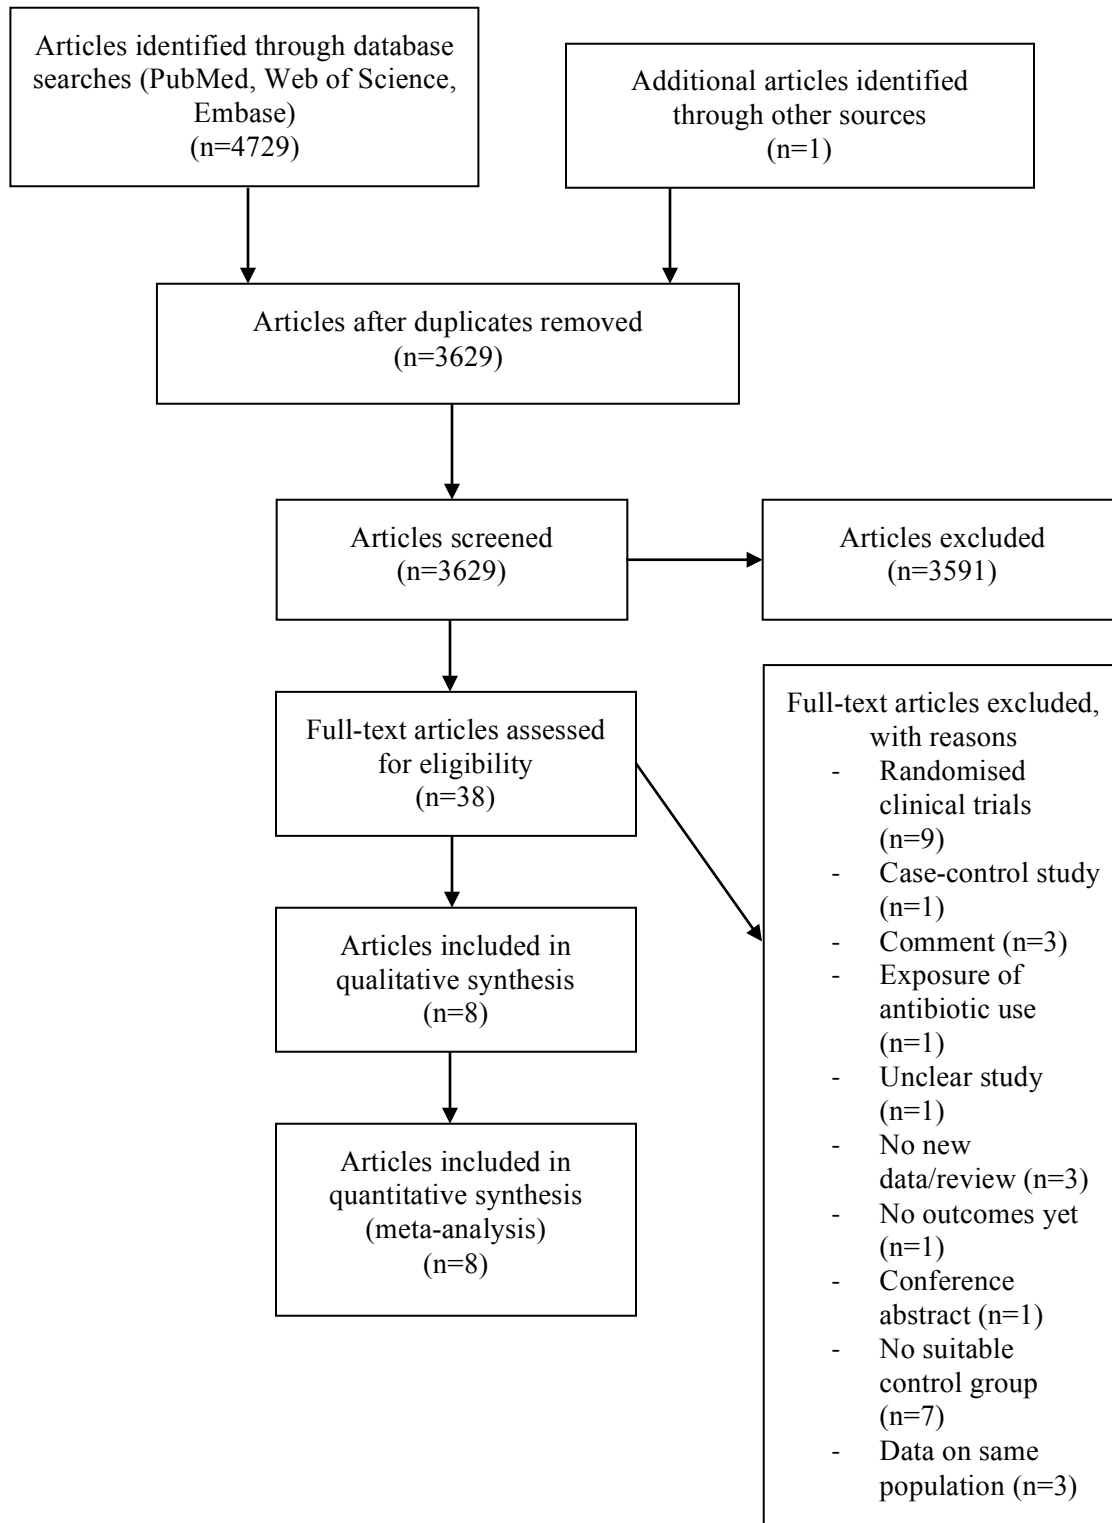 Articles identified through database
searches (PubMed, Web of Science,
Embase)
(n=4729)
Additional articles identified
through other sources
(n=1)
Articles after duplicates removed
(n=3629)
Articles screened
(n=3629)
Articles excluded
(n=3591)
Full-text articles assessed
for eligibility
(n=38)
Full-text articles excluded,
with reasons
- Randomised
clinical trials
(n=9)
- Case-control study
(n=1)
- Comment (n=3)
- Exposure of
antibiotic use
(n=1)
- Unclear study
(n=1)
- No new
data/review (n=3)
- No outcomes yet
(n=1)
- Conference
abstract (n=1)
- No suitable
control group
(n=7)
- Data on same
population (n=3)
Articles included in
qualitative synthesis
(n=8)
Articles included in
quantitative synthesis
(meta-analysis)
(n=8)